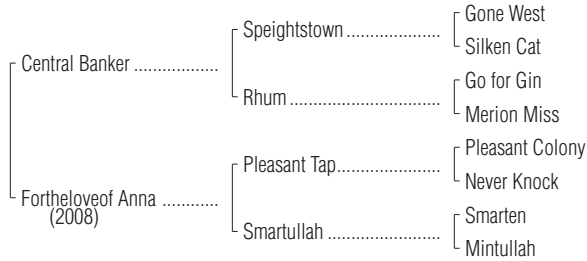 Gone West
Speightstown ....................
Silken Cat
Central Banker ..................
Go for Gin
Rhum ................................
Merion Miss
Pleasant Colony
Pleasant Tap......................
Never Knock
Fortheloveof Anna ............
(2008)
Smarten
Smartullah ........................
Mintullah